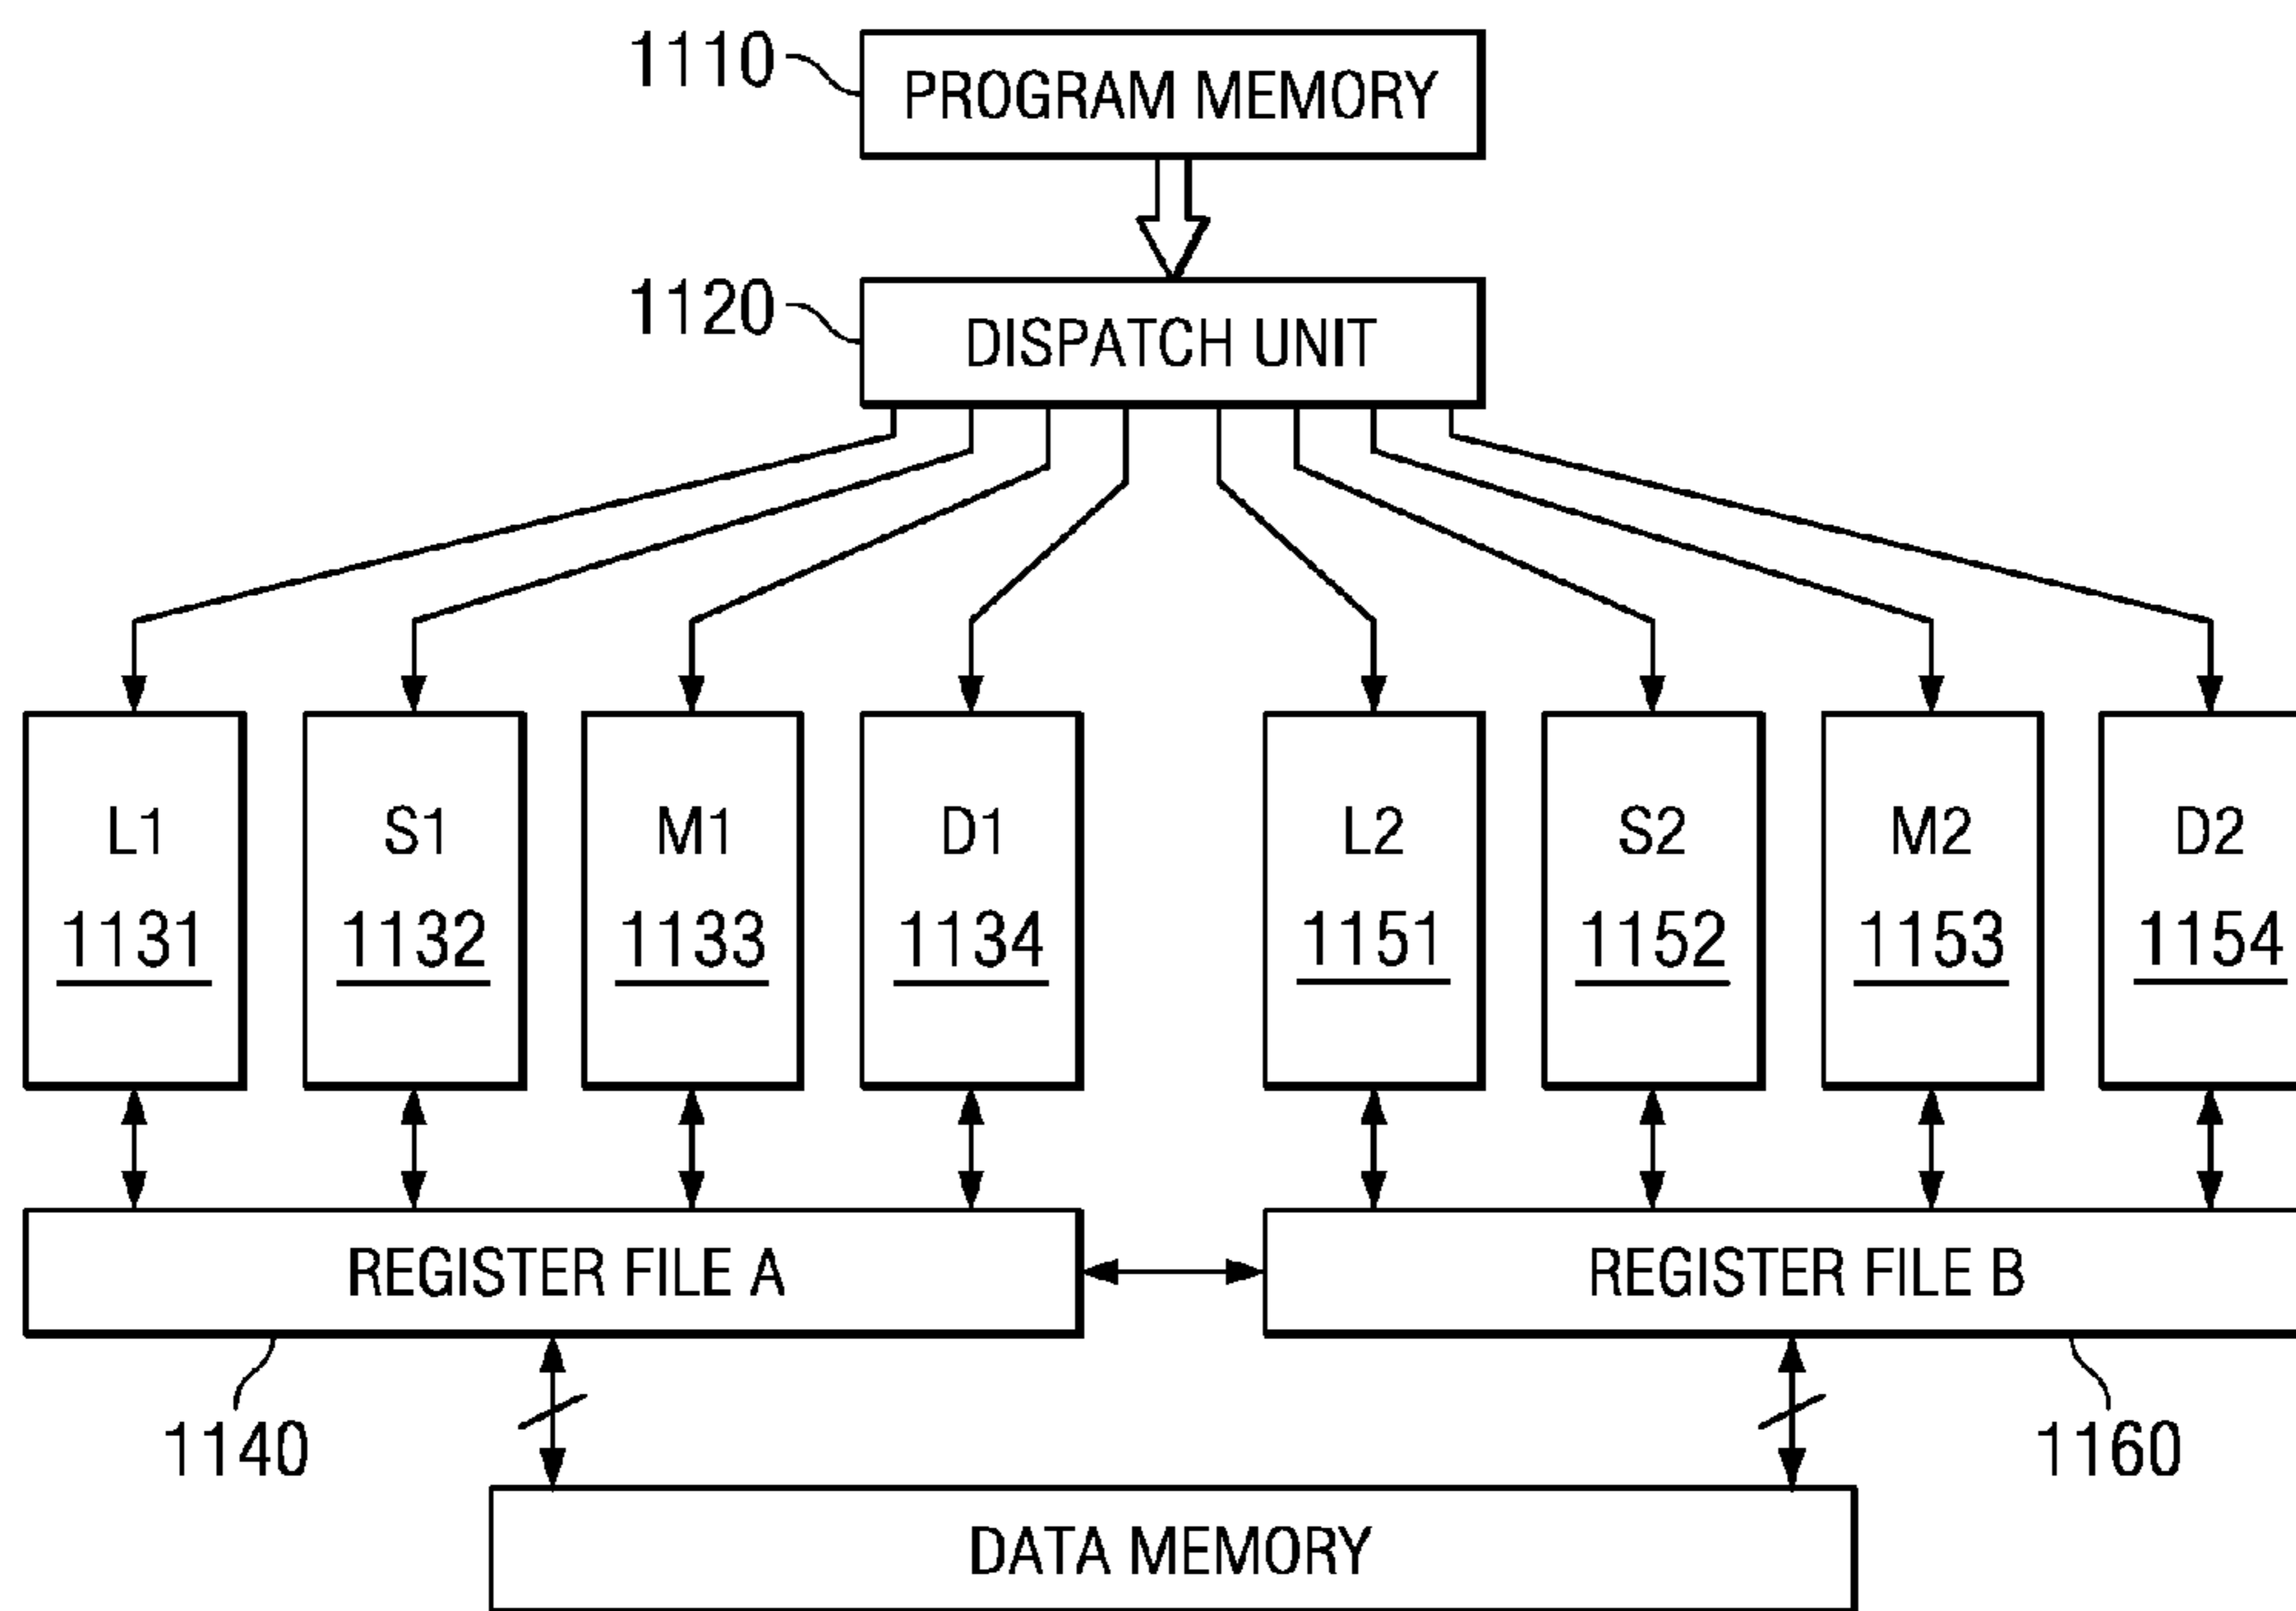 1110
PROGRAM MEMORY
1120
DISPATCH UNIT
L1
1131
S1
1132
M1
1133
D1
1134
L2
1151
S2
1152
M2
1153
D2
1154
REGISTER FILE A
REGISTER FILE B
1140
1160
DATA MEMORY